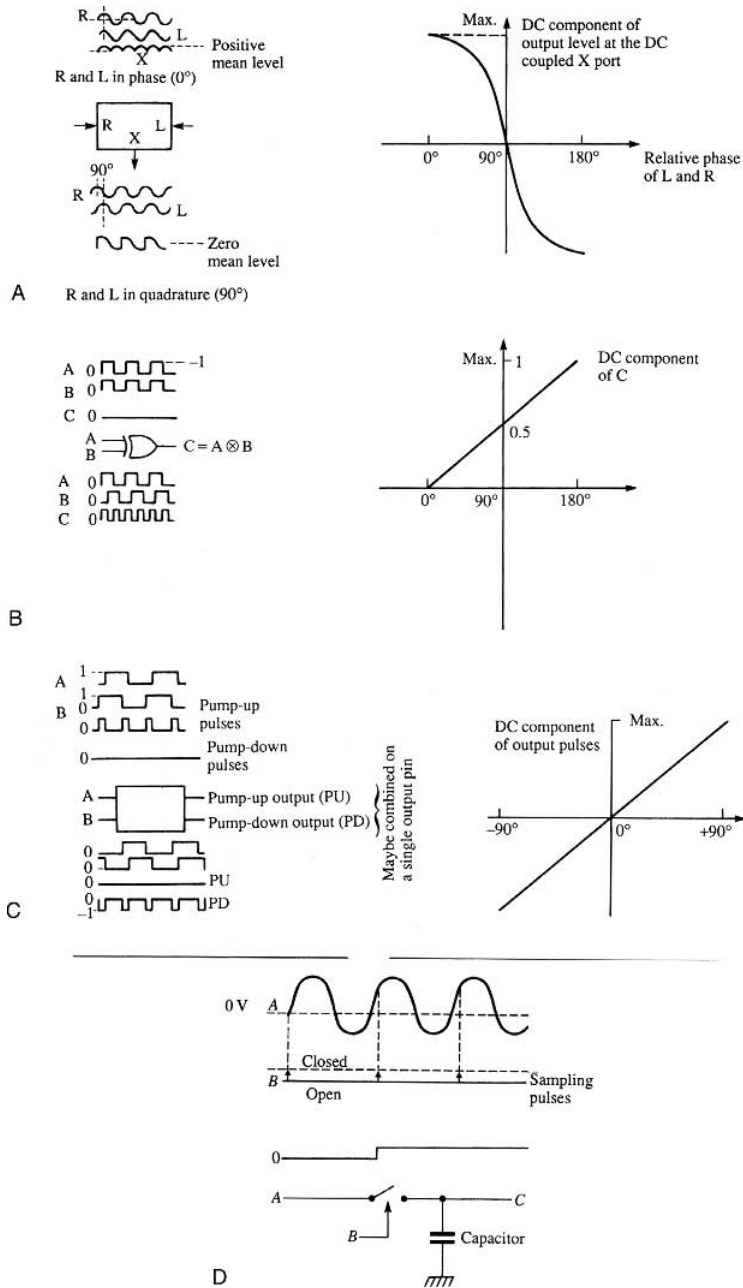 R
L
X
Positive
mean level
R and L in phase (0°)
R
L
X
90°
R
L
Zero
mean level
A
R and L in quadrature (90°)
Max.
DC component of
output level at the DC
coupled X port
0°
90°
180°
Relative phase
of L and R
A 0
−1
B 0
C 0
A
B
C = A ⊗ B
A 0
B 0
C 0
B
Max.
1
DC component
of C
0.5
0°
90°
180°
A
1
0
B
1
0
Pump-up
pulses
0
Pump-down
pulses
A
B
Pump-up output (PU)
Pump-down output (PD)
Maybe combined on
a single output pin
0
0
0
PU
0
−1
PD
C
DC component
of output pulses
Max.
−90°
0°
+90°
0 V
A
Closed
B
Open
Sampling
pulses
0
A
C
B
Capacitor
D